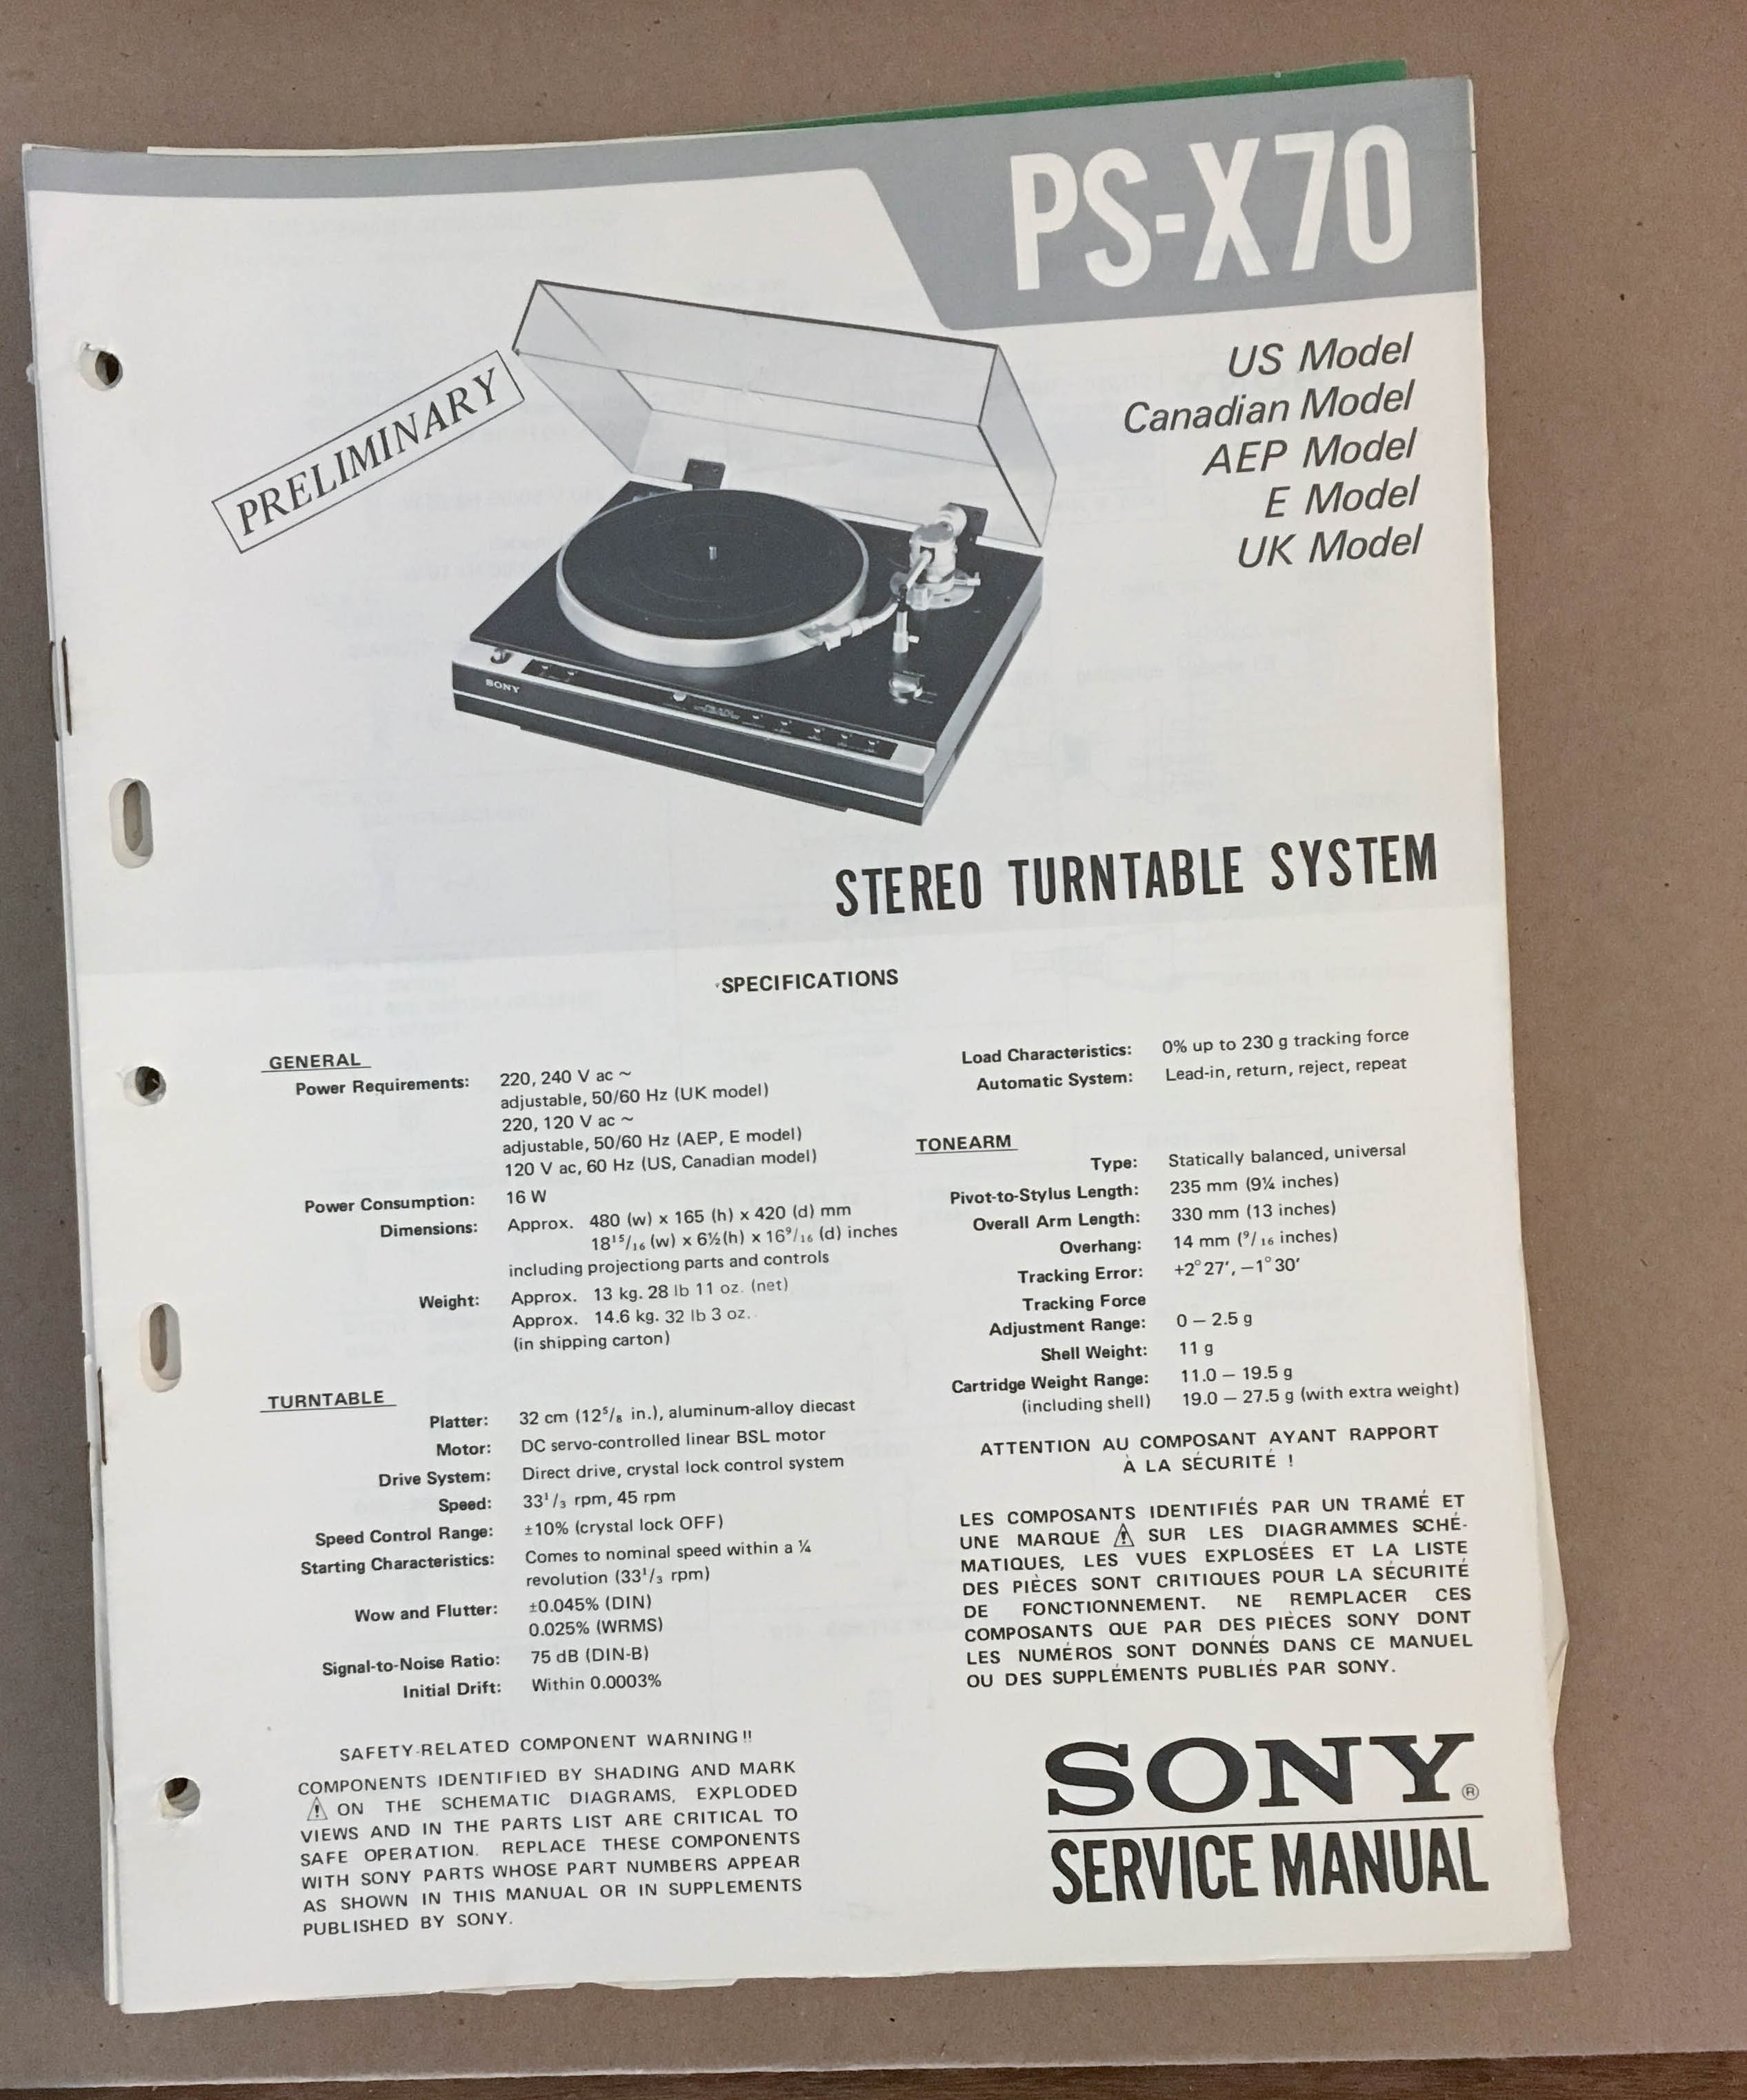 PS-X70
US Model
Canadian Model
AEP Model
E Model
UK Model
PRELIMINARY
SONY
STEREO TURNTABLE SYSTEM
SPECIFICATIONS
GENERAL
Power Requirements: 220, 240 V ac ~
adjustable, 50/60 Hz (UK model)
220, 120 V ac ~
adjustable, 50/60 Hz (AEP, E model)
120 V ac, 60 Hz (US, Canadian model)
Power Consumption: 16 W
Dimensions: Approx. 480 (w) x 165 (h) x 420 (d) mm
18 15/16 (w) x 6½(h) x 16 9/16 (d) inches
including projectiong parts and controls
Weight: Approx. 13 kg. 28 lb 11 oz. (net)
Approx. 14.6 kg. 32 lb 3 oz.
(in shipping carton)
TURNTABLE
Platter: 32 cm (12 5/8 in.), aluminum-alloy diecast
Motor: DC servo-controlled linear BSL motor
Drive System: Direct drive, crystal lock control system
Speed: 33 1/3 rpm, 45 rpm
Speed Control Range: ±10% (crystal lock OFF)
Starting Characteristics: Comes to nominal speed within a ¼
revolution (33 1/3 rpm)
Wow and Flutter: ±0.045% (DIN)
0.025% (WRMS)
Signal-to-Noise Ratio: 75 dB (DIN-B)
Initial Drift: Within 0.0003%
SAFETY-RELATED COMPONENT WARNING!!
COMPONENTS IDENTIFIED BY SHADING AND MARK
⚠ ON THE SCHEMATIC DIAGRAMS, EXPLODED
VIEWS AND IN THE PARTS LIST ARE CRITICAL TO
SAFE OPERATION. REPLACE THESE COMPONENTS
WITH SONY PARTS WHOSE PART NUMBERS APPEAR
AS SHOWN IN THIS MANUAL OR IN SUPPLEMENTS
PUBLISHED BY SONY.
Load Characteristics: 0% up to 230 g tracking force
Automatic System: Lead-in, return, reject, repeat
TONEARM
Type: Statically balanced, universal
Pivot-to-Stylus Length: 235 mm (9¼ inches)
Overall Arm Length: 330 mm (13 inches)
Overhang: 14 mm (9/16 inches)
Tracking Error: +2°27′, −1°30′
Tracking Force
Adjustment Range: 0 – 2.5 g
Shell Weight: 11 g
Cartridge Weight Range: 11.0 – 19.5 g
(including shell) 19.0 – 27.5 g (with extra weight)
ATTENTION AU COMPOSANT AYANT RAPPORT
À LA SÉCURITÉ !
LES COMPOSANTS IDENTIFIÉS PAR UN TRAMÉ ET
UNE MARQUE ⚠ SUR LES DIAGRAMMES SCHÉ-
MATIQUES, LES VUES EXPLOSÉES ET LA LISTE
DES PIÈCES SONT CRITIQUES POUR LA SÉCURITÉ
DE FONCTIONNEMENT. NE REMPLACER CES
COMPOSANTS QUE PAR DES PIÈCES SONY DONT
LES NUMÉROS SONT DONNÉS DANS CE MANUEL
OU DES SUPPLÉMENTS PUBLIÉS PAR SONY.
SONY®
SERVICE MANUAL